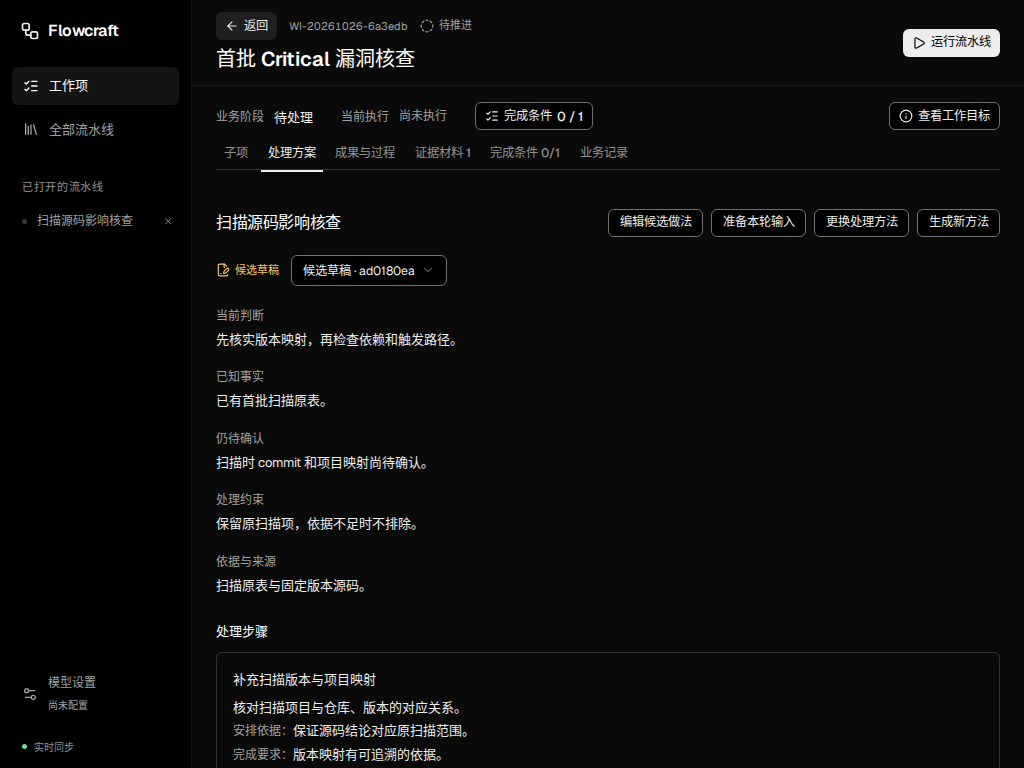 Flowcraft
工作项
全部流水线
已打开的流水线
扫描源码影响核查
模型设置
尚未配置
实时同步
返回 WI-20261026-6a3edb 待推进
首批 Critical 漏洞核查
运行流水线
业务阶段 待处理 当前执行 尚未执行 完成条件 0 / 1 查看工作目标
子项 处理方案 成果与过程 证据材料 1 完成条件 0/1 业务记录
扫描源码影响核查
编辑候选做法 准备本轮输入 更换处理方法 生成新方法
候选草稿 候选草稿 · ad0180ea
当前判断
先核实版本映射，再检查依赖和触发路径。
已知事实
已有首批扫描原表。
仍待确认
扫描时 commit 和项目映射尚待确认。
处理约束
保留原扫描项，依据不足时不排除。
依据与来源
扫描原表与固定版本源码。
处理步骤
补充扫描版本与项目映射
核对扫描项目与仓库、版本的对应关系。
安排依据：保证源码结论对应原扫描范围。
完成要求：版本映射有可追溯的依据。